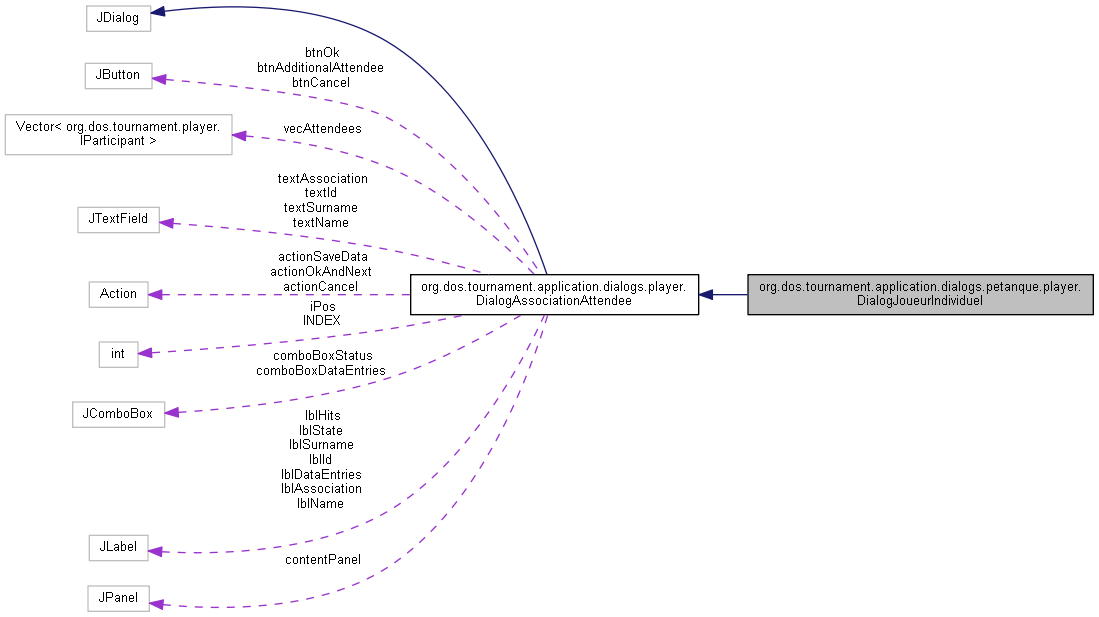 JDialog
btnOk
btnAdditionalAttendee
btnCancel
JButton
Vector< org.dos.tournament.player.
IParticipant >
vecAttendees
textAssociation
textId
textSurname
textName
JTextField
actionSaveData
actionOkAndNext
actionCancel
Action
org.dos.tournament.application.dialogs.player.
DialogAssociationAttendee
org.dos.tournament.application.dialogs.petanque.player.
DialogJoueurIndividuel
iPos
INDEX
int
comboBoxStatus
comboBoxDataEntries
JComboBox
lblHits
lblState
lblSurname
lblId
lblDataEntries
lblAssociation
lblName
JLabel
contentPanel
JPanel